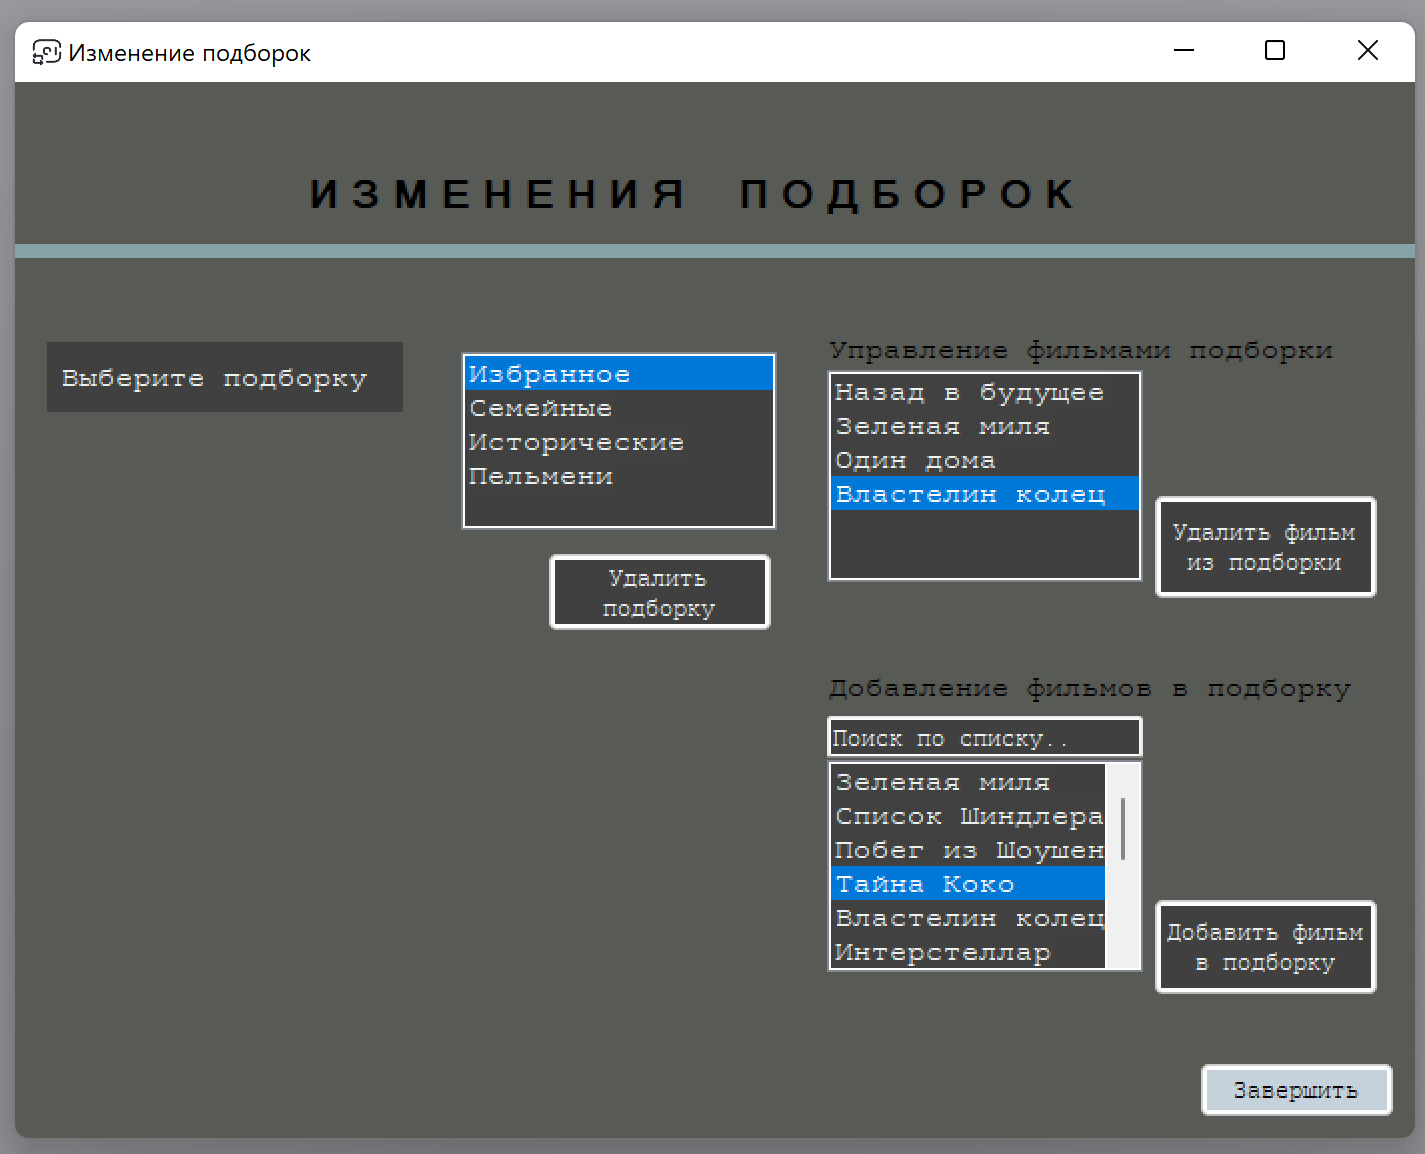 Изменение подборок
ИЗМЕНЕНИЯ ПОДБОРОК
Выберите подборку
Избранное
Семейные
Исторические
Пельмени
Удалить
подборку
Управление фильмами подборки
Назад в будущее
Зеленая миля
Один дома
Властелин колец
Удалить фильм
из подборки
Добавление фильмов в подборку
Поиск по списку..
Зеленая миля
Список Шиндлера
Побег из Шоушен
Тайна Коко
Властелин колец
Интерстеллар
Добавить фильм
в подборку
Завершить